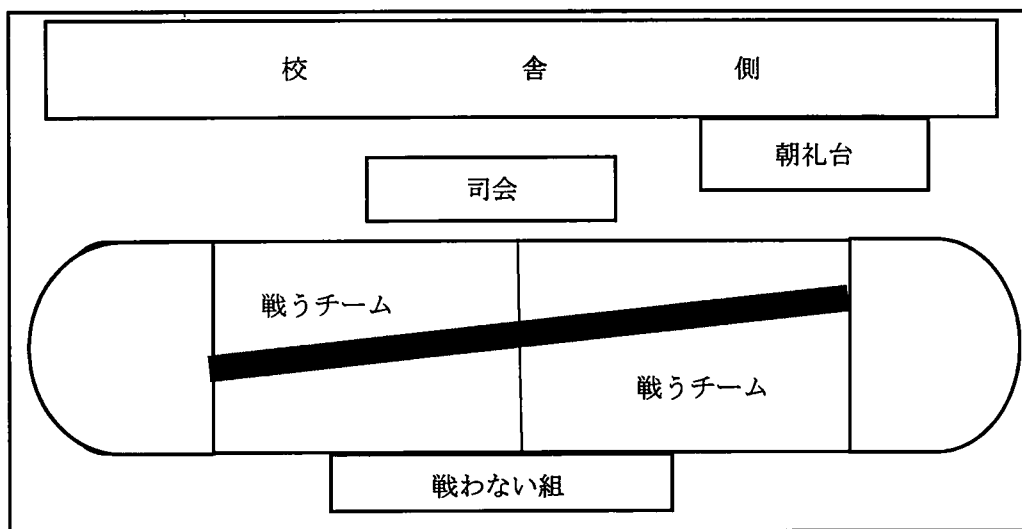 校舎側
朝礼台
司会
戦うチーム
戦うチーム
戦わない組